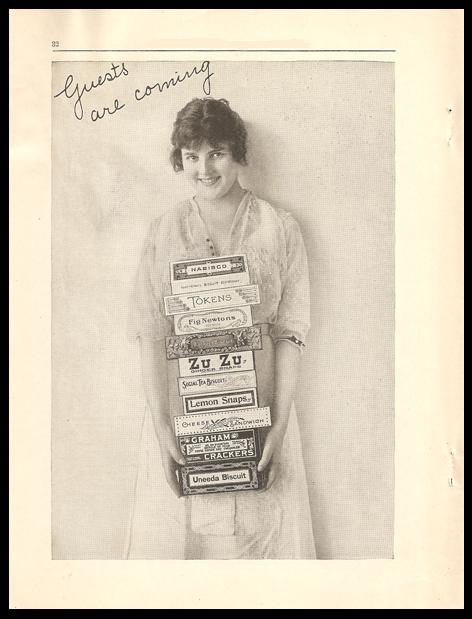 32
Guests
are coming
NABISCO
NATIONAL BISCUIT COMPANY
TOKENS
Fig Newtons
ZU ZU
GINGER SNAPS
SOCIAL TEA BISCUIT
Lemon Snaps
CHEESE SANDWICH
GRAHAM
CRACKERS
Uneeda Biscuit